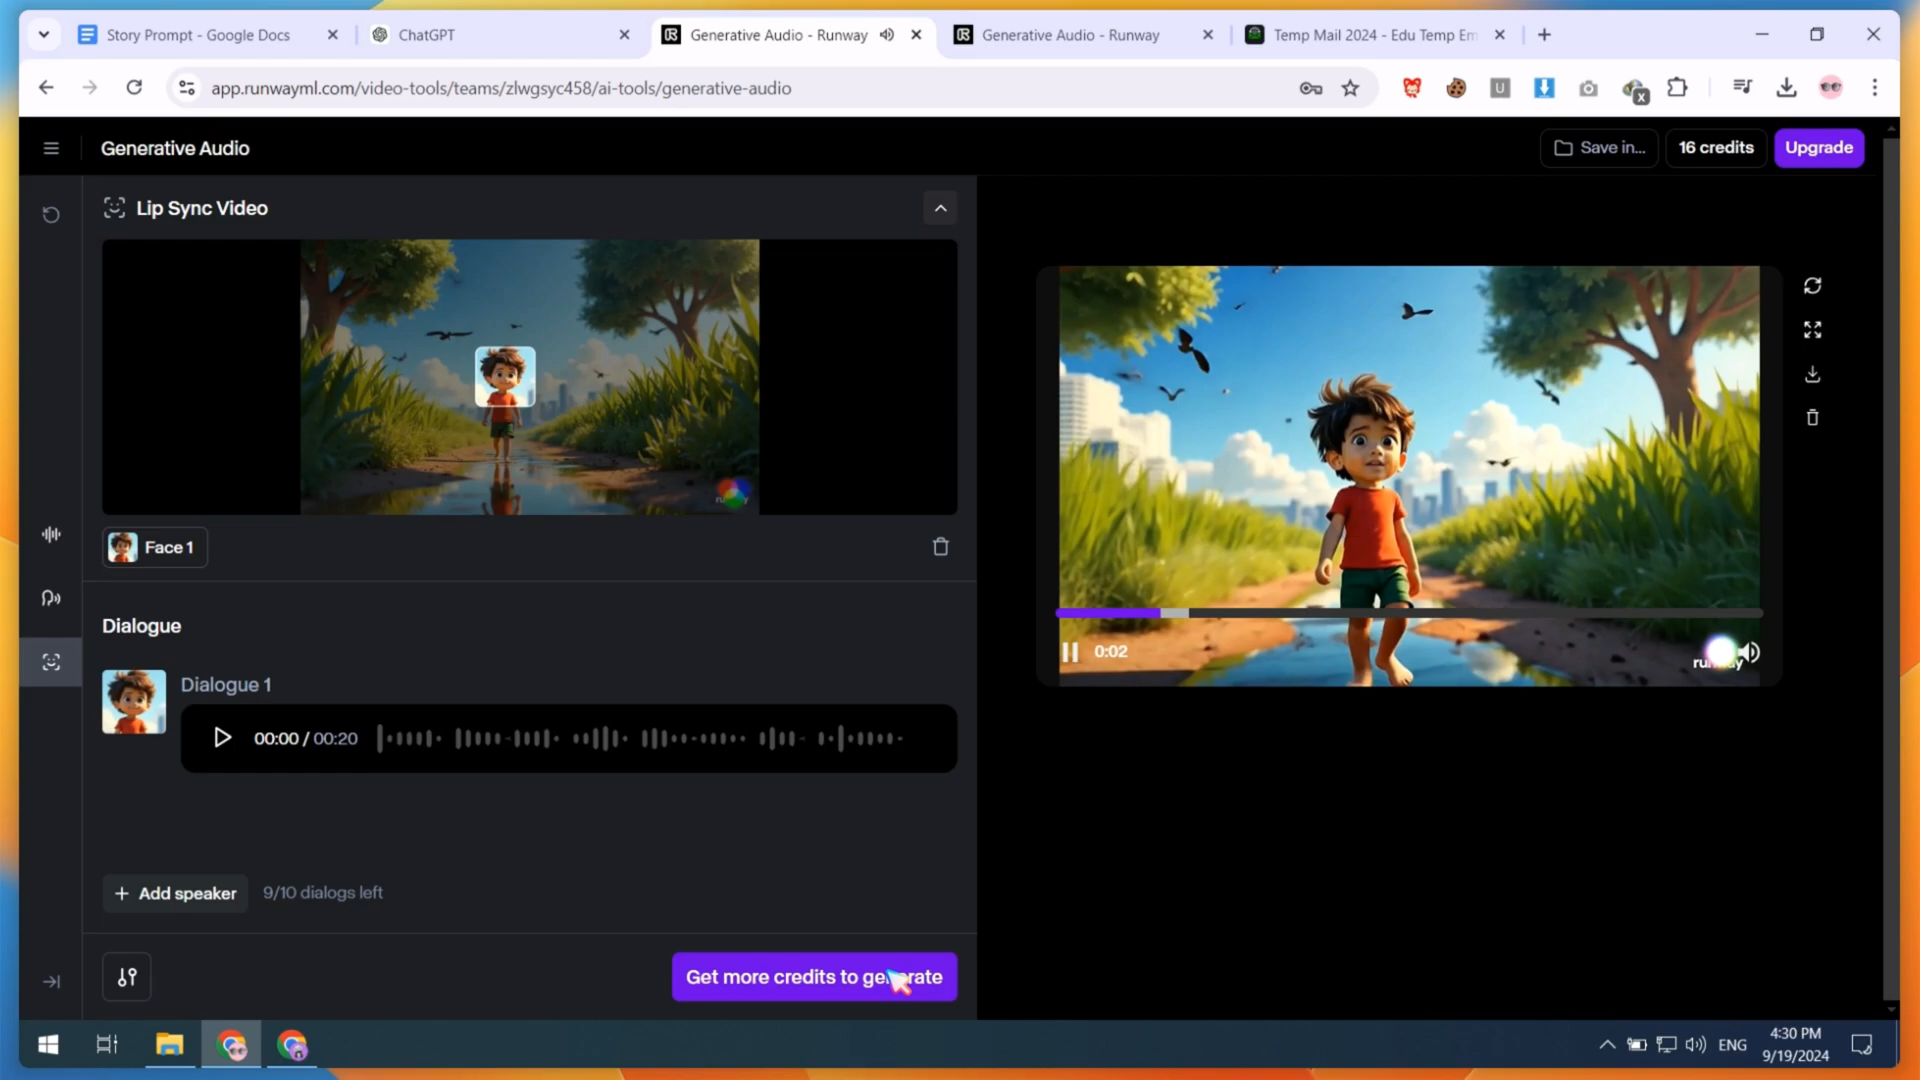 Story Prompt - Google Docs
ChatGPT
Generative Audio - Runway
Generative Audio - Runway
Temp Mail 2024 - Edu Temp Em
app.runwayml.com/video-tools/teams/zlwgsyc458/ai-tools/generative-audio
U
x
Generative Audio
Save in...
16 credits
Upgrade
Lip Sync Video
Face 1
Dialogue
Dialogue 1
00:00 / 00:20
0:02
Add speaker
9/10 dialogs left
Get more credits to generate
ENG
4:30 PM
9/19/2024